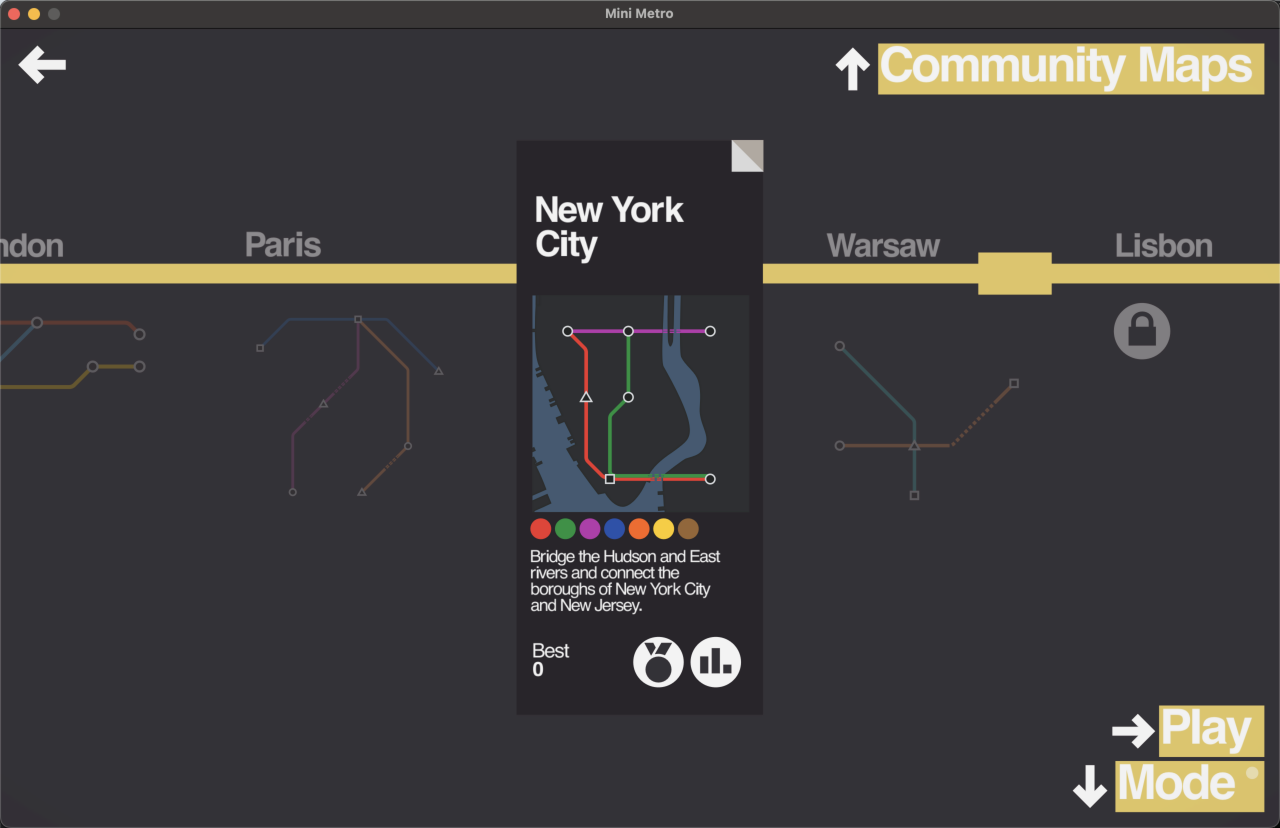 Mini Metro
Community Maps
New York
City
ndon
Paris
Warsaw
Lisbon
Bridge the Hudson and East
rivers and connect the
boroughs of New York City
and New Jersey.
Best
0
Play
Mode